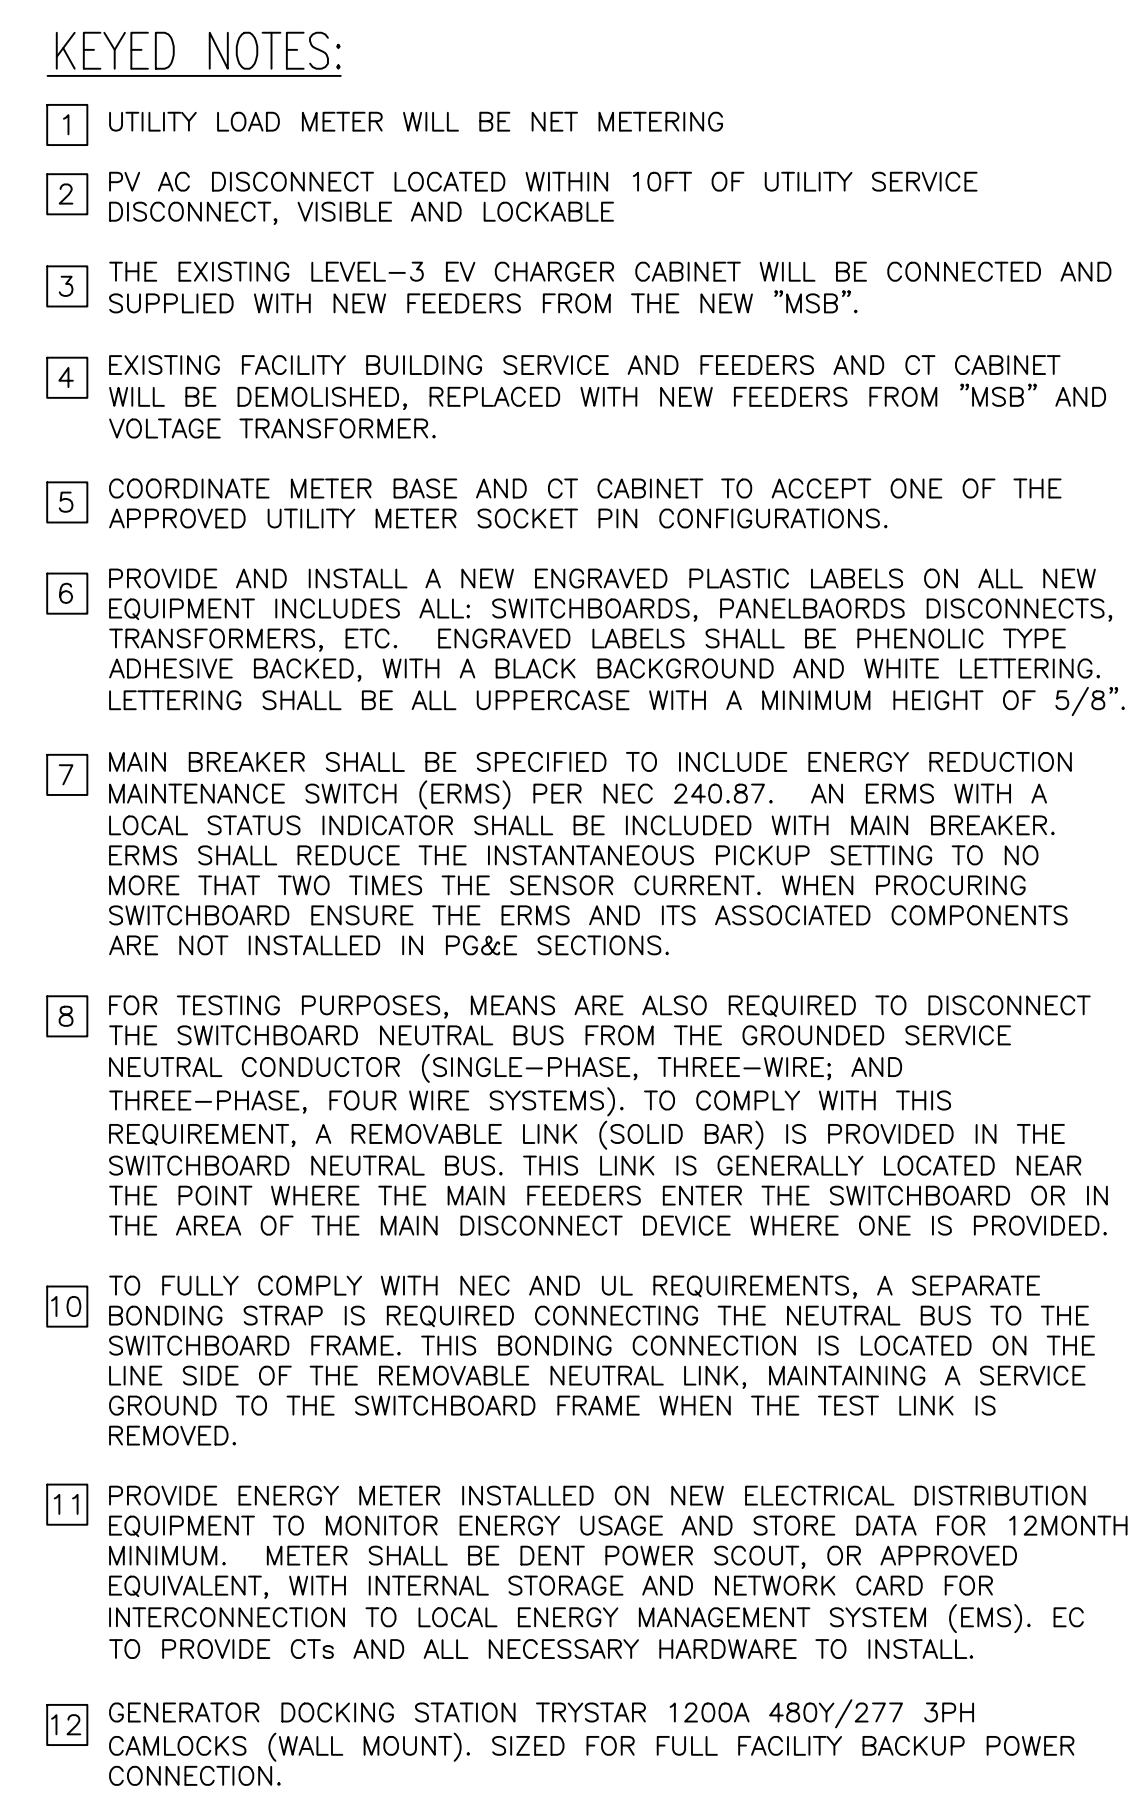 KEYED NOTES:
1 UTILITY LOAD METER WILL BE NET METERING
2 PV AC DISCONNECT LOCATED WITHIN 10FT OF UTILITY SERVICE
DISCONNECT, VISIBLE AND LOCKABLE
3 THE EXISTING LEVEL-3 EV CHARGER CABINET WILL BE CONNECTED AND
SUPPLIED WITH NEW FEEDERS FROM THE NEW "MSB".
4 EXISTING FACILITY BUILDING SERVICE AND FEEDERS AND CT CABINET
WILL BE DEMOLISHED, REPLACED WITH NEW FEEDERS FROM "MSB" AND
VOLTAGE TRANSFORMER.
5 COORDINATE METER BASE AND CT CABINET TO ACCEPT ONE OF THE
APPROVED UTILITY METER SOCKET PIN CONFIGURATIONS.
6 PROVIDE AND INSTALL A NEW ENGRAVED PLASTIC LABELS ON ALL NEW
EQUIPMENT INCLUDES ALL: SWITCHBOARDS, PANELBAORDS DISCONNECTS,
TRANSFORMERS, ETC. ENGRAVED LABELS SHALL BE PHENOLIC TYPE
ADHESIVE BACKED, WITH A BLACK BACKGROUND AND WHITE LETTERING.
LETTERING SHALL BE ALL UPPERCASE WITH A MINIMUM HEIGHT OF 5/8".
7 MAIN BREAKER SHALL BE SPECIFIED TO INCLUDE ENERGY REDUCTION
MAINTENANCE SWITCH (ERMS) PER NEC 240.87. AN ERMS WITH A
LOCAL STATUS INDICATOR SHALL BE INCLUDED WITH MAIN BREAKER.
ERMS SHALL REDUCE THE INSTANTANEOUS PICKUP SETTING TO NO
MORE THAT TWO TIMES THE SENSOR CURRENT. WHEN PROCURING
SWITCHBOARD ENSURE THE ERMS AND ITS ASSOCIATED COMPONENTS
ARE NOT INSTALLED IN PG&E SECTIONS.
8 FOR TESTING PURPOSES, MEANS ARE ALSO REQUIRED TO DISCONNECT
THE SWITCHBOARD NEUTRAL BUS FROM THE GROUNDED SERVICE
NEUTRAL CONDUCTOR (SINGLE-PHASE, THREE-WIRE; AND
THREE-PHASE, FOUR WIRE SYSTEMS). TO COMPLY WITH THIS
REQUIREMENT, A REMOVABLE LINK (SOLID BAR) IS PROVIDED IN THE
SWITCHBOARD NEUTRAL BUS. THIS LINK IS GENERALLY LOCATED NEAR
THE POINT WHERE THE MAIN FEEDERS ENTER THE SWITCHBOARD OR IN
THE AREA OF THE MAIN DISCONNECT DEVICE WHERE ONE IS PROVIDED.
10 TO FULLY COMPLY WITH NEC AND UL REQUIREMENTS, A SEPARATE
BONDING STRAP IS REQUIRED CONNECTING THE NEUTRAL BUS TO THE
SWITCHBOARD FRAME. THIS BONDING CONNECTION IS LOCATED ON THE
LINE SIDE OF THE REMOVABLE NEUTRAL LINK, MAINTAINING A SERVICE
GROUND TO THE SWITCHBOARD FRAME WHEN THE TEST LINK IS
REMOVED.
11 PROVIDE ENERGY METER INSTALLED ON NEW ELECTRICAL DISTRIBUTION
EQUIPMENT TO MONITOR ENERGY USAGE AND STORE DATA FOR 12MONTH
MINIMUM. METER SHALL BE DENT POWER SCOUT, OR APPROVED
EQUIVALENT, WITH INTERNAL STORAGE AND NETWORK CARD FOR
INTERCONNECTION TO LOCAL ENERGY MANAGEMENT SYSTEM (EMS). EC
TO PROVIDE CTs AND ALL NECESSARY HARDWARE TO INSTALL.
12 GENERATOR DOCKING STATION TRYSTAR 1200A 480Y/277 3PH
CAMLOCKS (WALL MOUNT). SIZED FOR FULL FACILITY BACKUP POWER
CONNECTION.